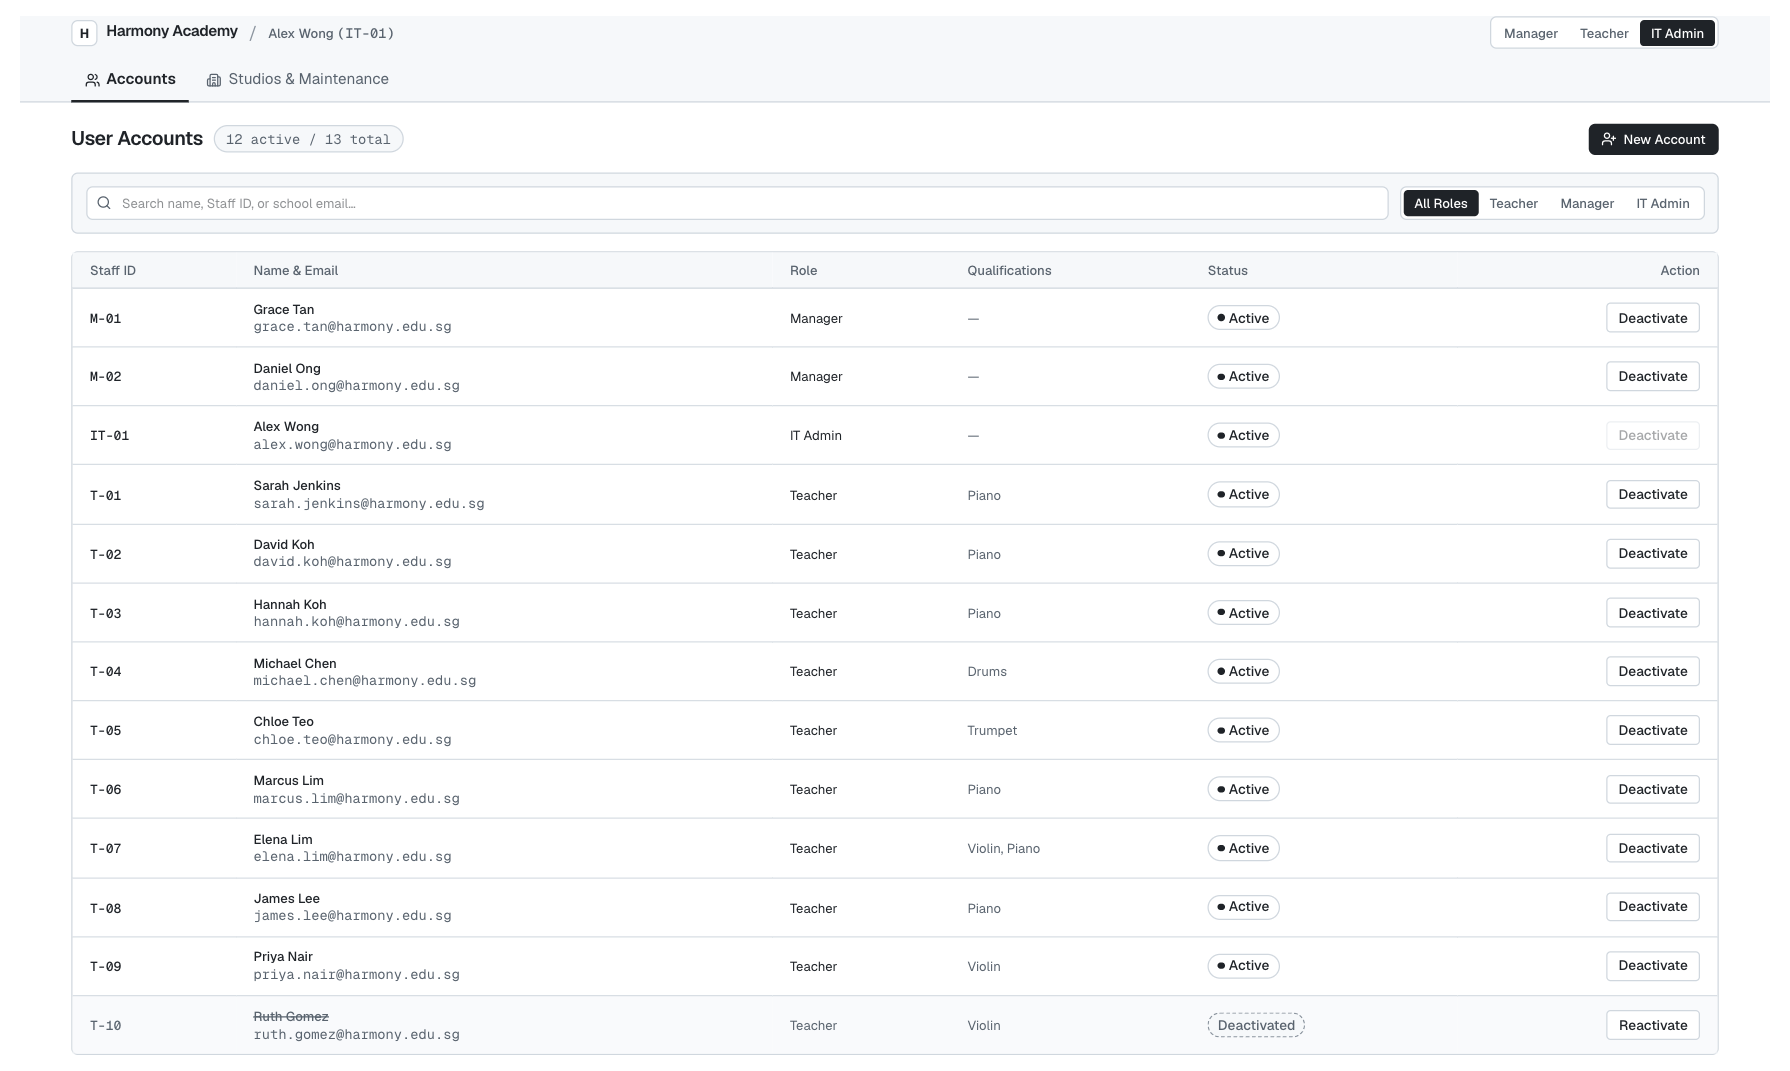 H Harmony Academy / Alex Wong (IT-01) Manager Teacher IT Admin
Accounts Studios & Maintenance
User Accounts 12 active / 13 total New Account
Search name, Staff ID, or school email… All Roles Teacher Manager IT Admin
Staff ID Name & Email Role Qualifications Status Action
M-01 Grace Tan Manager — Active Deactivate
grace.tan@harmony.edu.sg
M-02 Daniel Ong Manager — Active Deactivate
daniel.ong@harmony.edu.sg
IT-01 Alex Wong IT Admin — Active Deactivate
alex.wong@harmony.edu.sg
T-01 Sarah Jenkins Teacher Piano Active Deactivate
sarah.jenkins@harmony.edu.sg
T-02 David Koh Teacher Piano Active Deactivate
david.koh@harmony.edu.sg
T-03 Hannah Koh Teacher Piano Active Deactivate
hannah.koh@harmony.edu.sg
T-04 Michael Chen Teacher Drums Active Deactivate
michael.chen@harmony.edu.sg
T-05 Chloe Teo Teacher Trumpet Active Deactivate
chloe.teo@harmony.edu.sg
T-06 Marcus Lim Teacher Piano Active Deactivate
marcus.lim@harmony.edu.sg
T-07 Elena Lim Teacher Violin, Piano Active Deactivate
elena.lim@harmony.edu.sg
T-08 James Lee Teacher Piano Active Deactivate
james.lee@harmony.edu.sg
T-09 Priya Nair Teacher Violin Active Deactivate
priya.nair@harmony.edu.sg
T-10 Ruth Gomez Teacher Violin Deactivated Reactivate
ruth.gomez@harmony.edu.sg